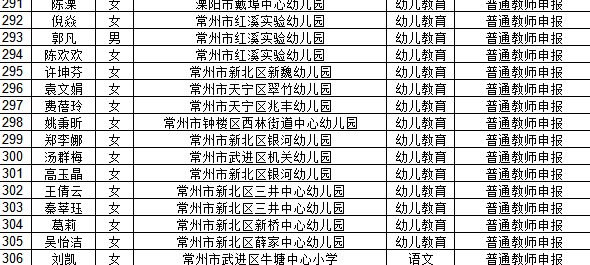 291 陈溧 女 溧阳市戴埠中心幼儿园 幼儿教育 普通教师申报
292 倪焱 女 常州市红溪实验幼儿园 幼儿教育 普通教师申报
293 郭凡 男 常州市红溪实验幼儿园 幼儿教育 普通教师申报
294 陈欢欢 女 常州市红溪实验幼儿园 幼儿教育 普通教师申报
295 许坤芬 女 常州市新北区新魏幼儿园 幼儿教育 普通教师申报
296 袁文娟 女 常州市天宁区翠竹幼儿园 幼儿教育 普通教师申报
297 费蓓玲 女 常州市天宁区兆丰幼儿园 幼儿教育 普通教师申报
298 姚秉昕 女 常州市钟楼区西林街道中心幼儿园 幼儿教育 普通教师申报
299 郑李娜 女 常州市新北区银河幼儿园 幼儿教育 普通教师申报
300 汤群梅 女 常州市武进区机关幼儿园 幼儿教育 普通教师申报
301 高玉晶 女 常州市新北区银河幼儿园 幼儿教育 普通教师申报
302 王倩云 女 常州市新北区三井中心幼儿园 幼儿教育 普通教师申报
303 秦莘珏 女 常州市新北区三井中心幼儿园 幼儿教育 普通教师申报
304 葛莉 女 常州市新北区新桥中心幼儿园 幼儿教育 普通教师申报
305 吴怡洁 女 常州市新北区薛家中心幼儿园 幼儿教育 普通教师申报
306 刘凯 女 常州市武进区牛塘中心小学 语文 普通教师申报